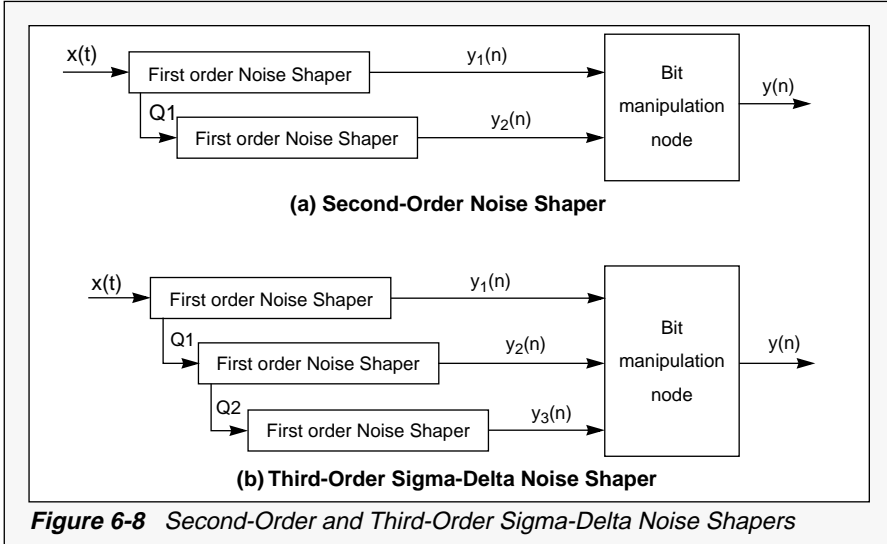 x(t)
First order Noise Shaper
y₁(n)
Q1
First order Noise Shaper
y₂(n)
Bit
manipulation
node
y(n)
(a) Second-Order Noise Shaper
x(t)
First order Noise Shaper
y₁(n)
Q1
First order Noise Shaper
y₂(n)
Q2
First order Noise Shaper
y₃(n)
Bit
manipulation
node
y(n)
(b) Third-Order Sigma-Delta Noise Shaper
Figure 6-8 Second-Order and Third-Order Sigma-Delta Noise Shapers